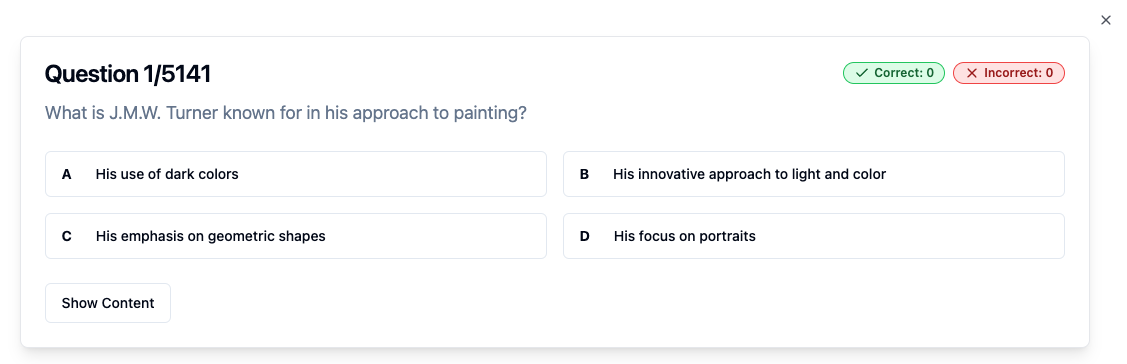 Question 1/5141
Correct: 0
Incorrect: 0
What is J.M.W. Turner known for in his approach to painting?
A His use of dark colors
B His innovative approach to light and color
C His emphasis on geometric shapes
D His focus on portraits
Show Content